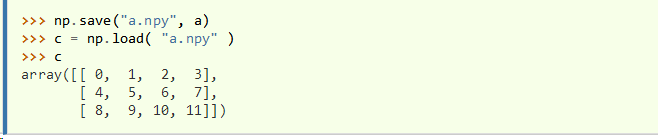 >>> np.save("a.npy", a)
>>> c = np.load( "a.npy" )
>>> c
array([[ 0,  1,  2,  3],
       [ 4,  5,  6,  7],
       [ 8,  9, 10, 11]])